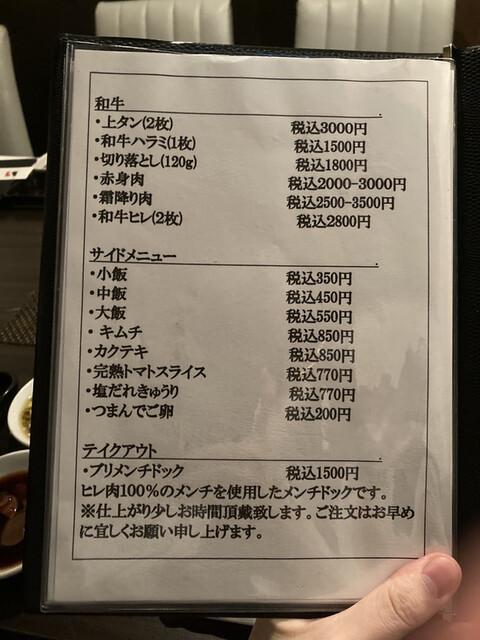 和牛
・上タン(2枚) 税込3000円
・和牛ハラミ(1枚) 税込1500円
・切り落とし(120g) 税込1800円
・赤身肉 税込2000-3000円
・霜降り肉 税込2500-3500円
・和牛ヒレ(2枚) 税込2800円
サイドメニュー
・小飯 税込350円
・中飯 税込450円
・大飯 税込550円
・キムチ 税込850円
・カクテキ 税込850円
・完熟トマトスライス 税込770円
・塩だれきゅうり 税込770円
・つまんでご卵 税込200円
テイクアウト
・ブリメンチドック 税込1500円
ヒレ肉100%のメンチを使用したメンチドックです。
※仕上がり少しお時間頂戴致します。ご注文はお早め
に宜しくお願い申し上げます。